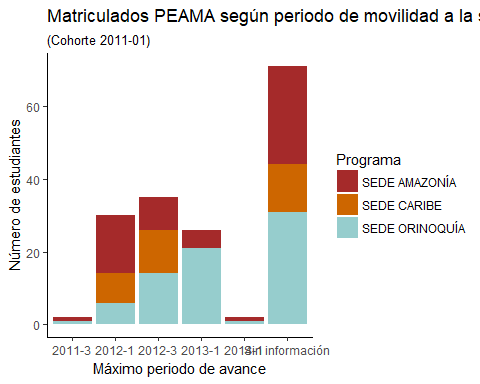 Matriculados PEAMA según periodo de movilidad a la s
(Cohorte 2011-01)
Número de estudiantes
60
40
20
0
Programa
SEDE AMAZONÍA
SEDE CARIBE
SEDE ORINOQUÍA
2011-3 2012-1 2012-3 2013-1 2014-1 Sin información
Máximo periodo de avance